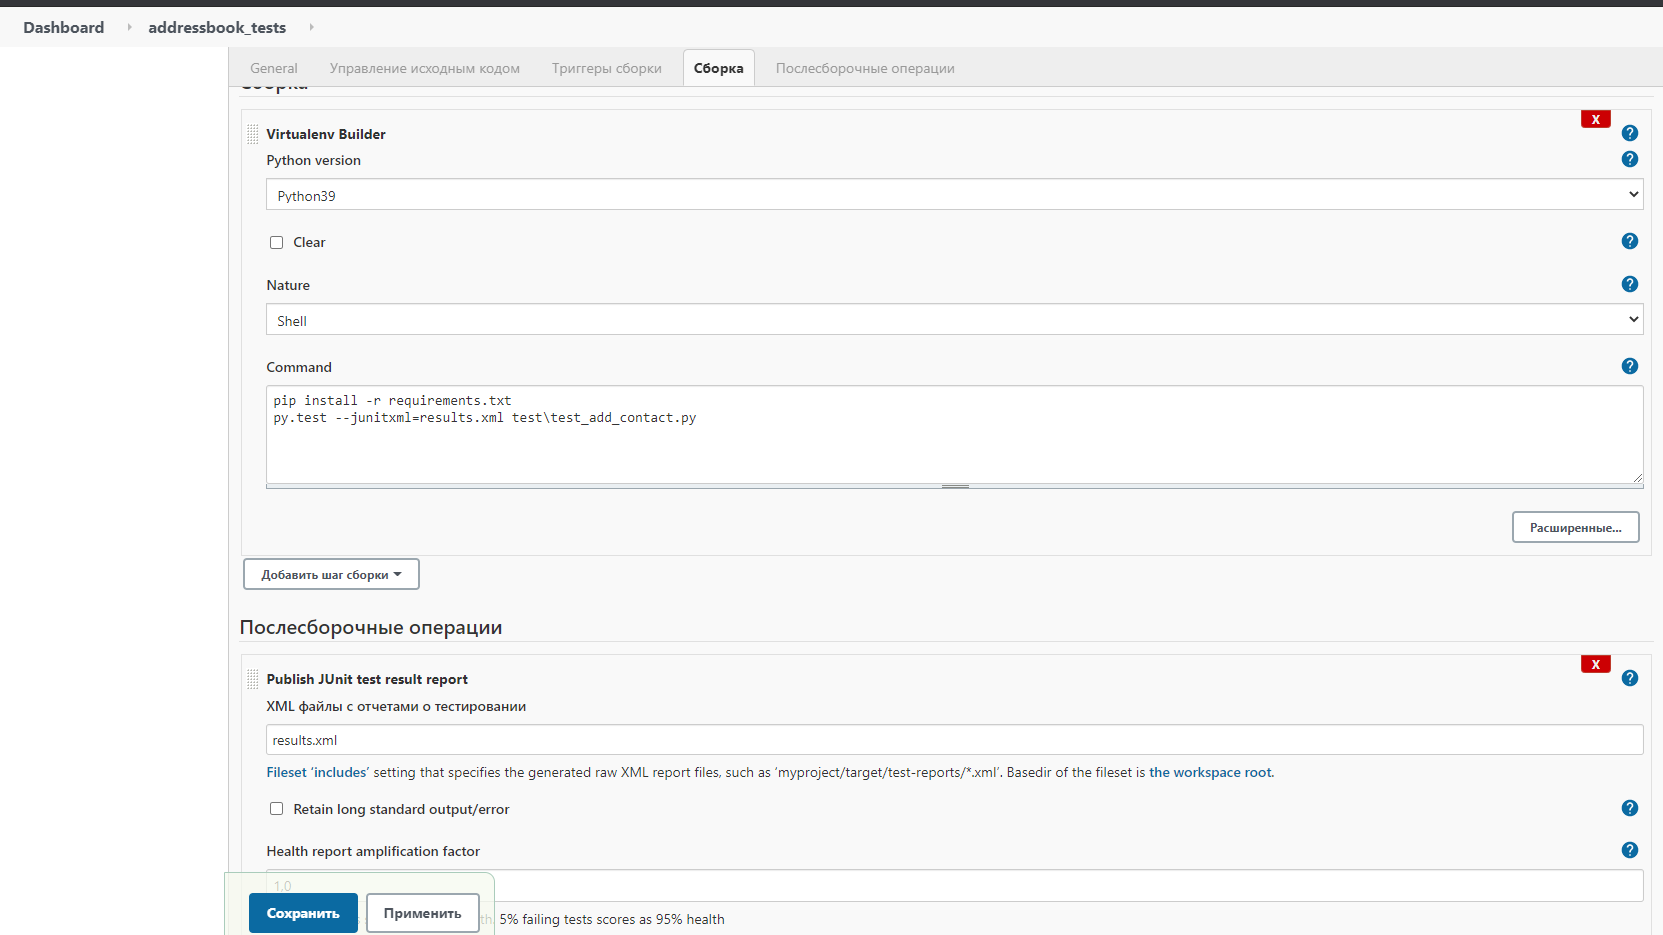 Dashboard addressbook_tests
General Управление исходным кодом Триггеры сборки Сборка Послесборочные операции
Сборка
Virtualenv Builder X ?
Python version ?
Python39
Clear ?
Nature ?
Shell
Command ?
pip install -r requirements.txt
py.test --junitxml=results.xml test\test_add_contact.py
Расширенные...
Добавить шаг сборки
Послесборочные операции
Publish JUnit test result report X ?
XML файлы с отчетами о тестировании
results.xml
Fileset ‘includes’ setting that specifies the generated raw XML report files, such as ‘myproject/target/test-reports/*.xml’. Basedir of the fileset is the workspace root.
Retain long standard output/error ?
Health report amplification factor ?
1,0
5% failing tests scores as 95% health
Сохранить Применить